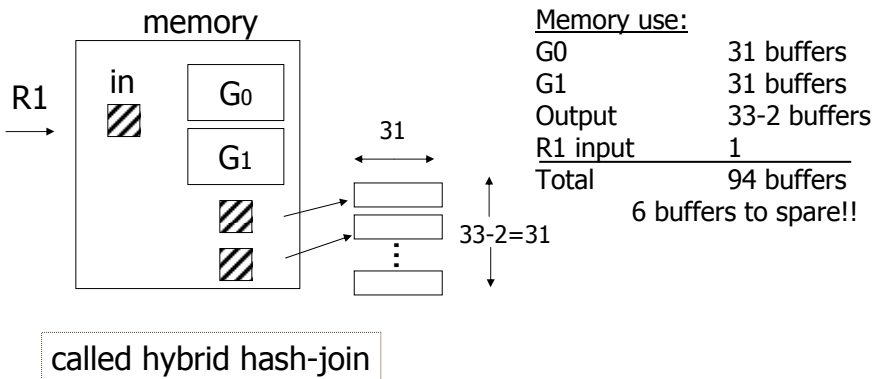 memory
in
R1
G0
G1
31
33-2=31
Memory use:
G0 31 buffers
G1 31 buffers
Output 33-2 buffers
R1 input 1
Total 94 buffers
6 buffers to spare!!
called hybrid hash-join